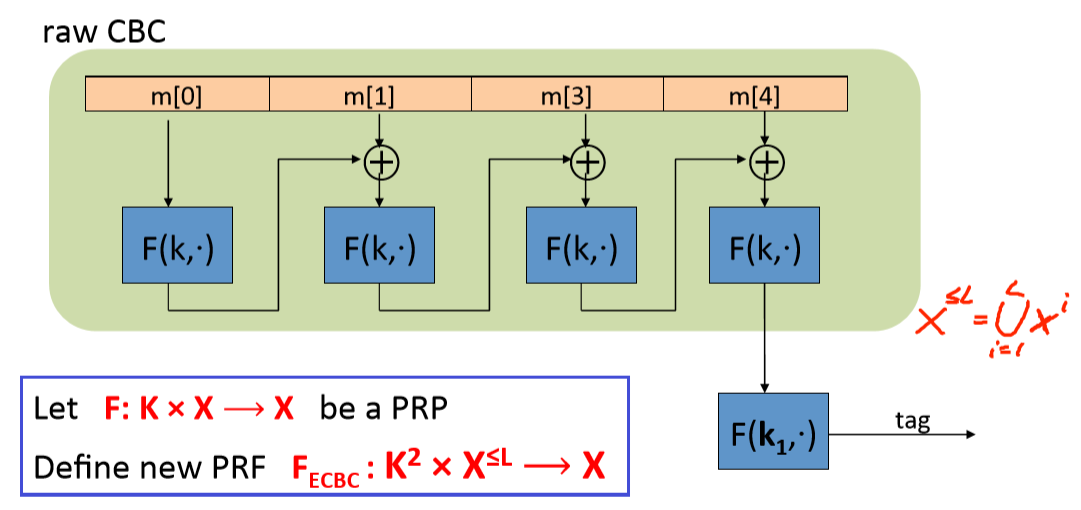 raw CBC
m[0] m[1] m[3] m[4]
⊕ ⊕ ⊕
F(k,·) F(k,·) F(k,·) F(k,·)
X^≤L = ⋃_{i=1}^{L} X^i
Let F: K × X ⟶ X be a PRP
Define new PRF F_ECBC : K² × X^≤L ⟶ X
F(k₁,·) tag